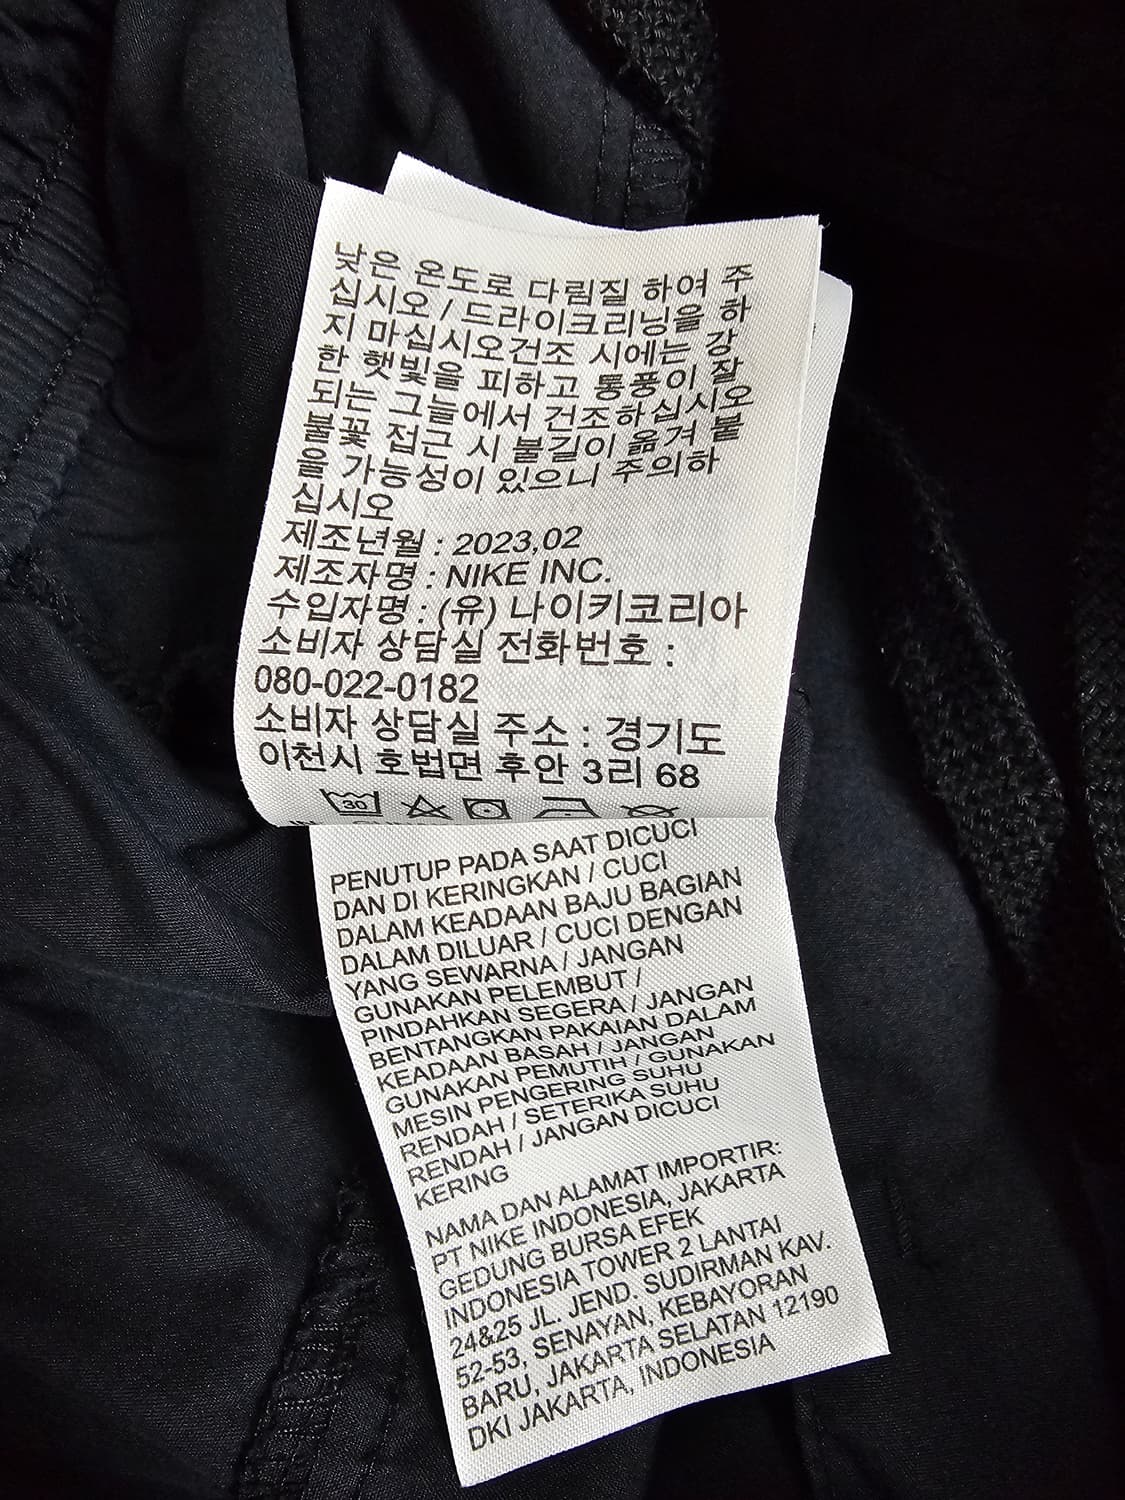 낮은 온도로 다림질 하여 주
십시오 / 드라이크리닝을 하
지 마십시오건조 시에는 강
한 햇빛을 피하고 통풍이 잘
되는 그늘에서 건조하십시오
불꽃 접근 시 불길이 옮겨 붙
을 가능성이 있으니 주의하
십시오
제조년월 : 2023,02
제조자명 : NIKE INC.
수입자명 : (유) 나이키코리아
소비자 상담실 전화번호 :
080-022-0182
소비자 상담실 주소 : 경기도
이천시 호법면 후안 3리 68
30
PENUTUP PADA SAAT DICUCI
DAN DI KERINGKAN / CUCI
DALAM KEADAAN BAJU BAGIAN
DALAM DILUAR / CUCI DENGAN
YANG SEWARNA / JANGAN
GUNAKAN PELEMBUT /
PINDAHKAN SEGERA / JANGAN
BENTANGKAN PAKAIAN DALAM
KEADAAN BASAH / JANGAN
GUNAKAN PEMUTIH / GUNAKAN
MESIN PENGERING SUHU
RENDAH / SETERIKA SUHU
RENDAH / JANGAN DICUCI
KERING
NAMA DAN ALAMAT IMPORTIR:
PT NIKE INDONESIA, JAKARTA
GEDUNG BURSA EFEK
INDONESIA TOWER 2 LANTAI
24&25 JL. JEND. SUDIRMAN KAV.
52-53, SENAYAN, KEBAYORAN
BARU, JAKARTA SELATAN 12190
DKI JAKARTA, INDONESIA